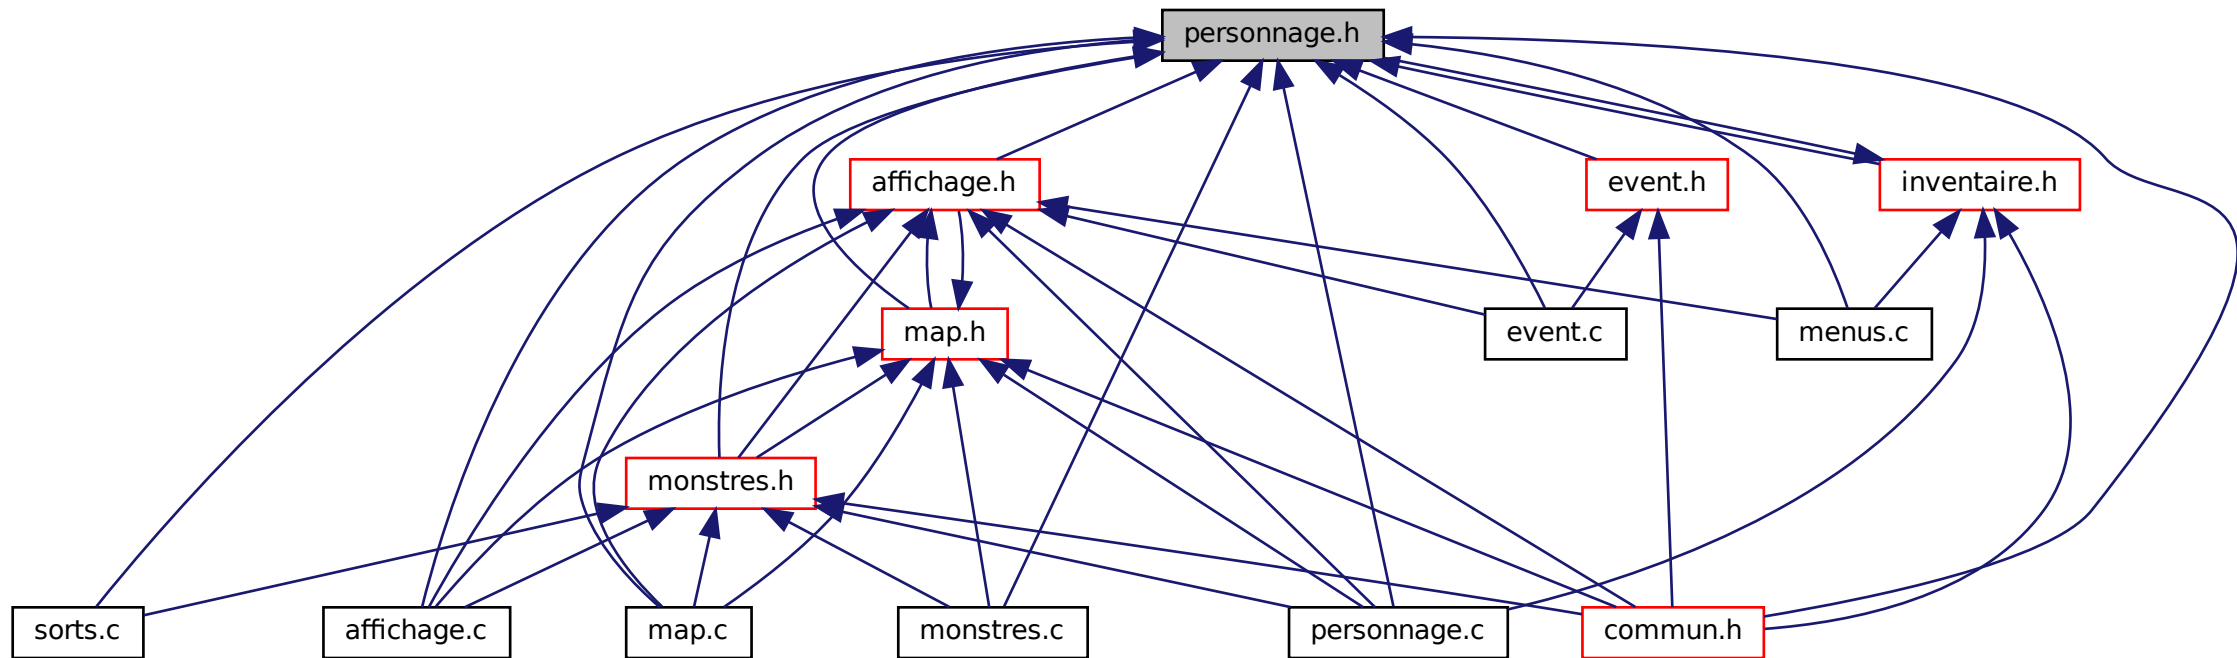 personnage.h
affichage.h
event.h
inventaire.h
map.h
event.c
menus.c
monstres.h
sorts.c
affichage.c
map.c
monstres.c
personnage.c
commun.h